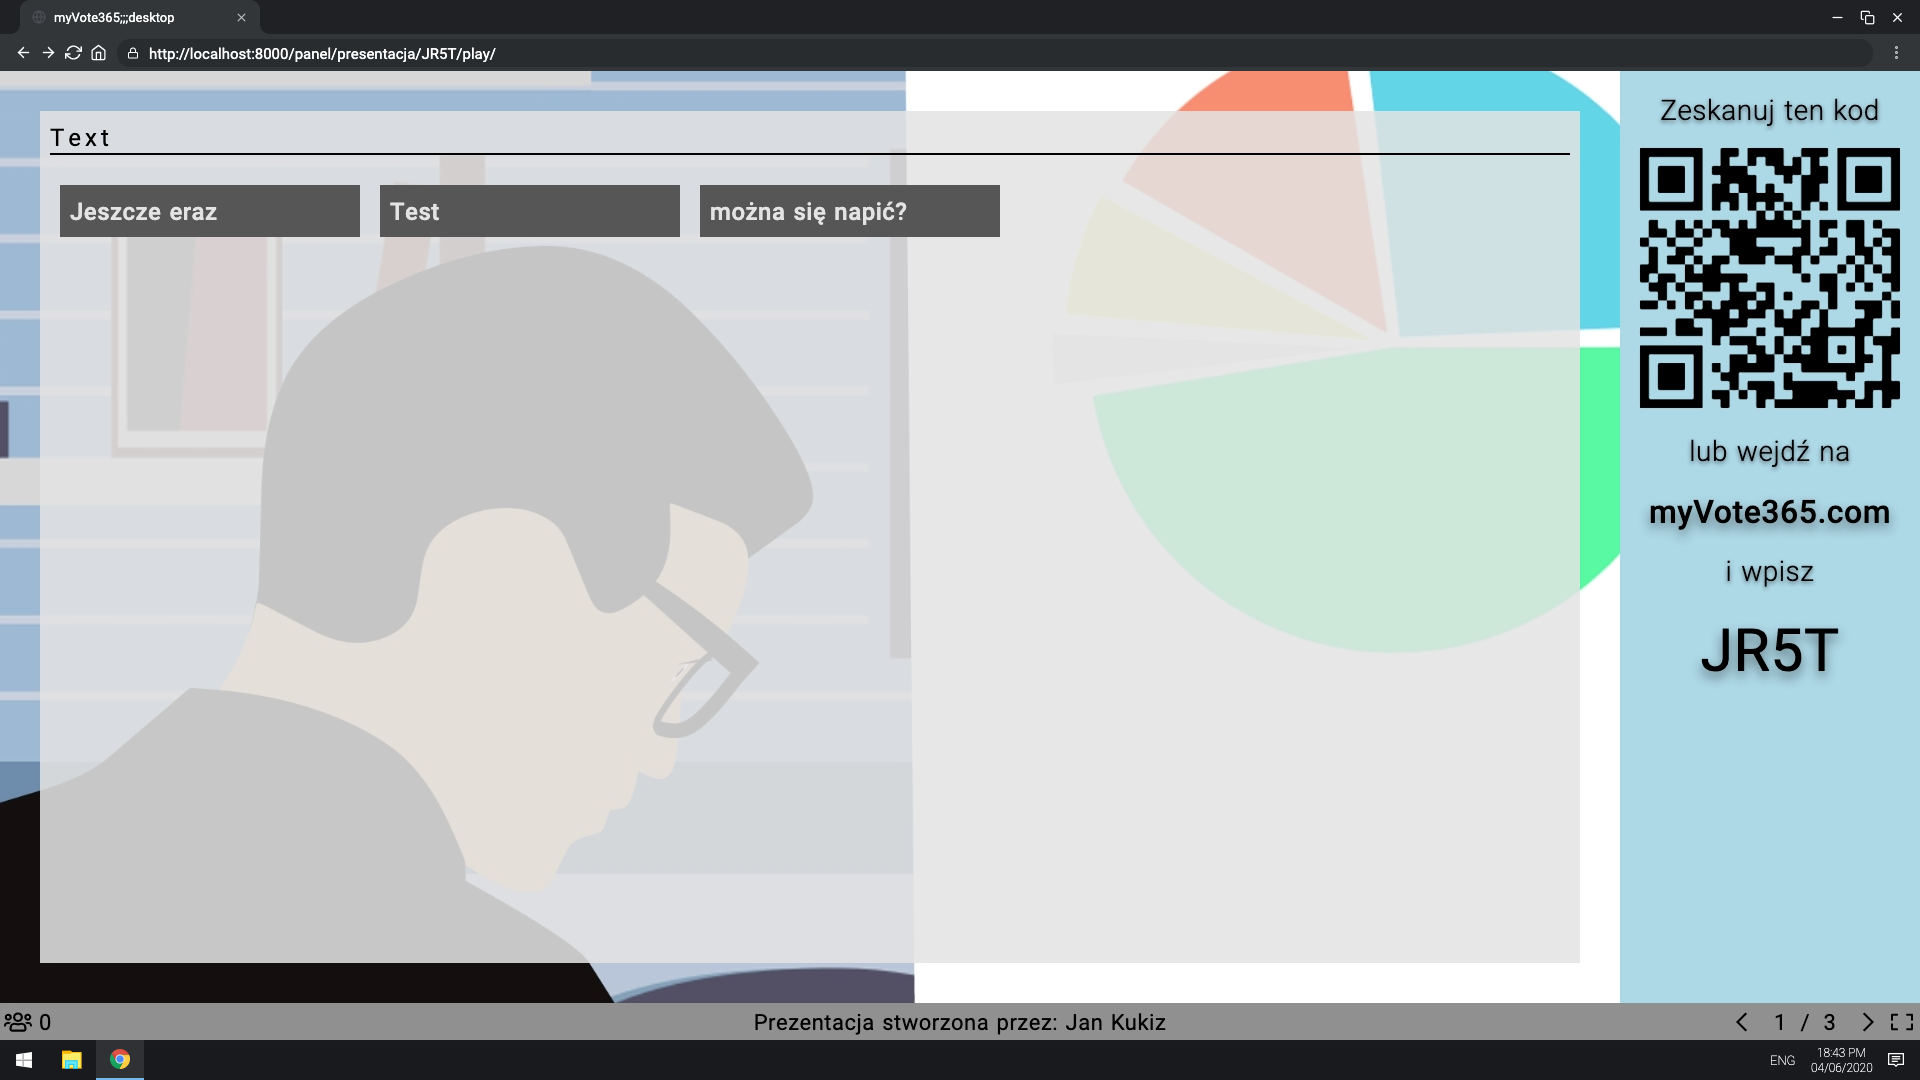 myVote365;;;desktop
http://localhost:8000/panel/presentacja/JR5T/play/
Text
Jeszcze eraz
Test
można się napić?
Zeskanuj ten kod
lub wejdź na
myVote365.com
i wpisz
JR5T
0
Prezentacja stworzona przez: Jan Kukiz
1 / 3
ENG
18:43 PM
04/06/2020